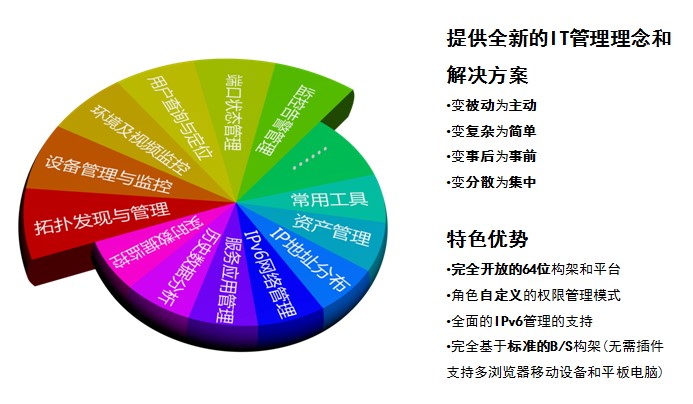 监控告警管理
端口状态管理
用户查询与定位
环境及视频监控
设备管理与监控
拓扑发现与管理
实时数据监控
历史数据分析
服务应用管理
IPv6网络管理
IP地址分布
资产管理
常用工具
······
提供全新的IT管理理念和
解决方案
•变被动为主动
•变复杂为简单
•变事后为事前
•变分散为集中
特色优势
•完全开放的64位构架和平台
•角色自定义的权限管理模式
•全面的IPv6管理的支持
•完全基于标准的B/S构架(无需插件
支持多浏览器移动设备和平板电脑)